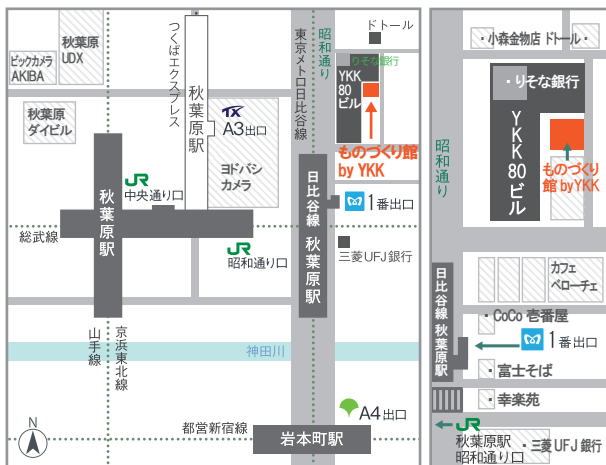 秋葉原
UDX
ビックカメラ
AKIBA
秋葉原
ダイビル
つくばエクスプレス
秋葉原駅
TX
A3出口
ヨドバシ
カメラ
東京メトロ日比谷線
昭和通り
ドトール
りそな銀行
YKK
80
ビル
ものづくり館
by YKK
JR
中央通り口
秋葉原駅
総武線
JR
昭和通り口
日比谷線 秋葉原駅
1番出口
三菱UFJ銀行
山手線
京浜東北線
神田川
都営新宿線
A4出口
岩本町駅
N
小森金物店 ドトール
りそな銀行
YKK80ビル
ものづくり
館 by YKK
昭和通り
カフェ
ベローチェ
日比谷線 秋葉原駅
CoCo 壱番屋
1番出口
富士そば
幸楽苑
JR
秋葉原駅
昭和通り口
三菱UFJ銀行
N